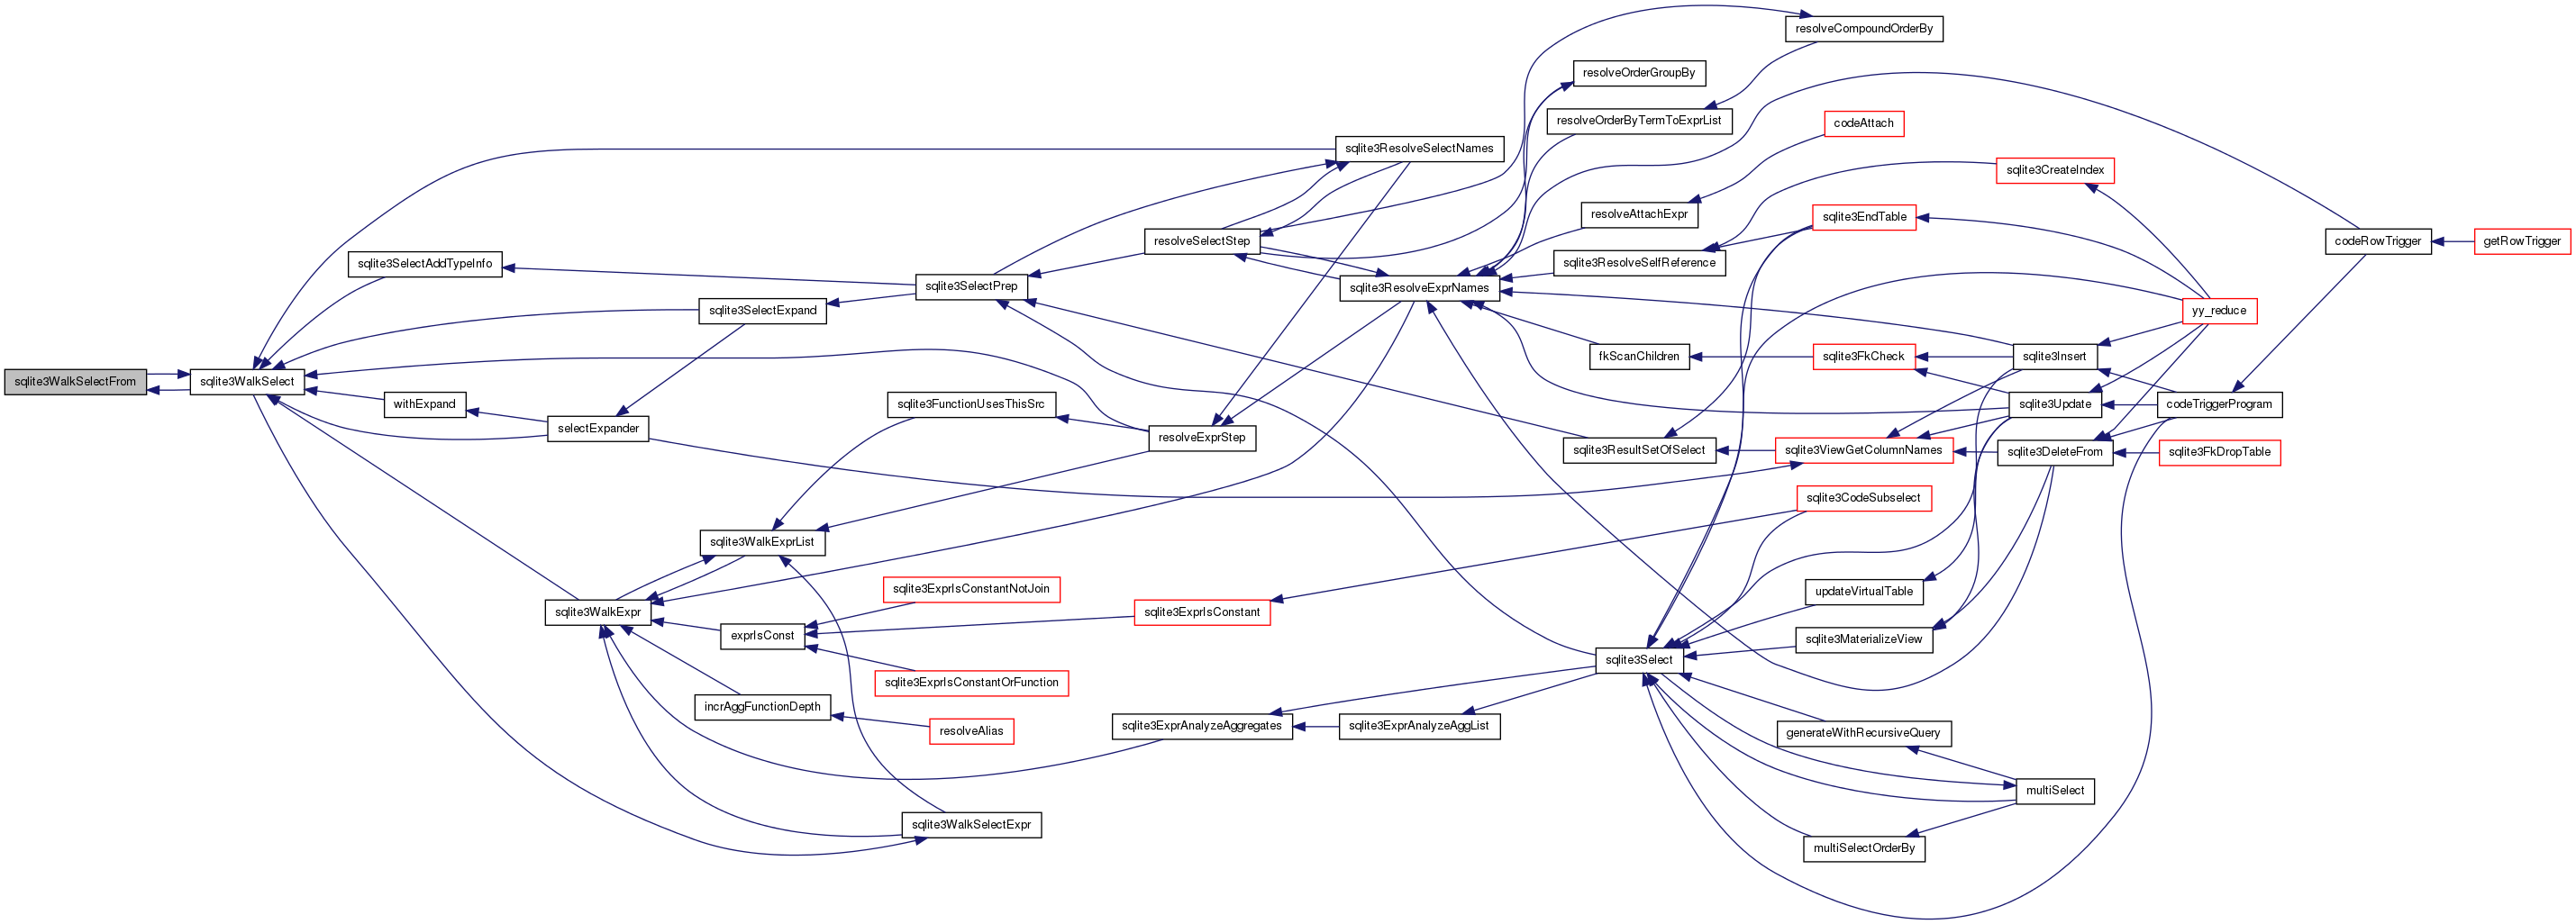 resolveCompoundOrderBy
resolveOrderGroupBy
resolveOrderByTermToExprList
codeAttach
sqlite3ResolveSelectNames
sqlite3CreateIndex
resolveAttachExpr
sqlite3EndTable
resolveSelectStep
codeRowTrigger
getRowTrigger
sqlite3SelectAddTypeInfo
sqlite3ResolveSelfReference
sqlite3SelectPrep
sqlite3ResolveExprNames
sqlite3SelectExpand
yy_reduce
fkScanChildren
sqlite3FkCheck
sqlite3Insert
sqlite3WalkSelectFrom
sqlite3WalkSelect
withExpand
sqlite3FunctionUsesThisSrc
sqlite3Update
codeTriggerProgram
selectExpander
resolveExprStep
sqlite3ResultSetOfSelect
sqlite3ViewGetColumnNames
sqlite3DeleteFrom
sqlite3FkDropTable
sqlite3CodeSubselect
sqlite3WalkExprList
sqlite3ExprIsConstantNotJoin
updateVirtualTable
sqlite3WalkExpr
sqlite3ExprIsConstant
exprIsConst
sqlite3MaterializeView
sqlite3Select
sqlite3ExprIsConstantOrFunction
incrAggFunctionDepth
resolveAlias
sqlite3ExprAnalyzeAggregates
sqlite3ExprAnalyzeAggList
generateWithRecursiveQuery
multiSelect
sqlite3WalkSelectExpr
multiSelectOrderBy